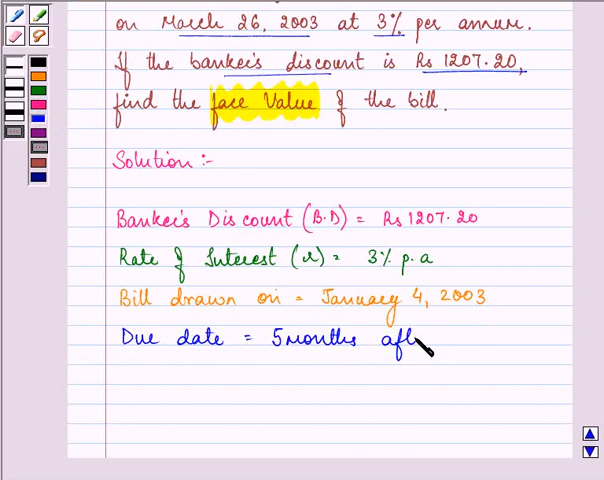 on March 26, 2003 at 3% per annum.
If the banker's discount is Rs 1207.20,
find the face Value of the bill.
Solution :-
Banker's Discount (B.D) = Rs 1207.20
Rate of Interest (r) = 3% p.a
Bill drawn on = January 4, 2003
Due date = 5 months aft